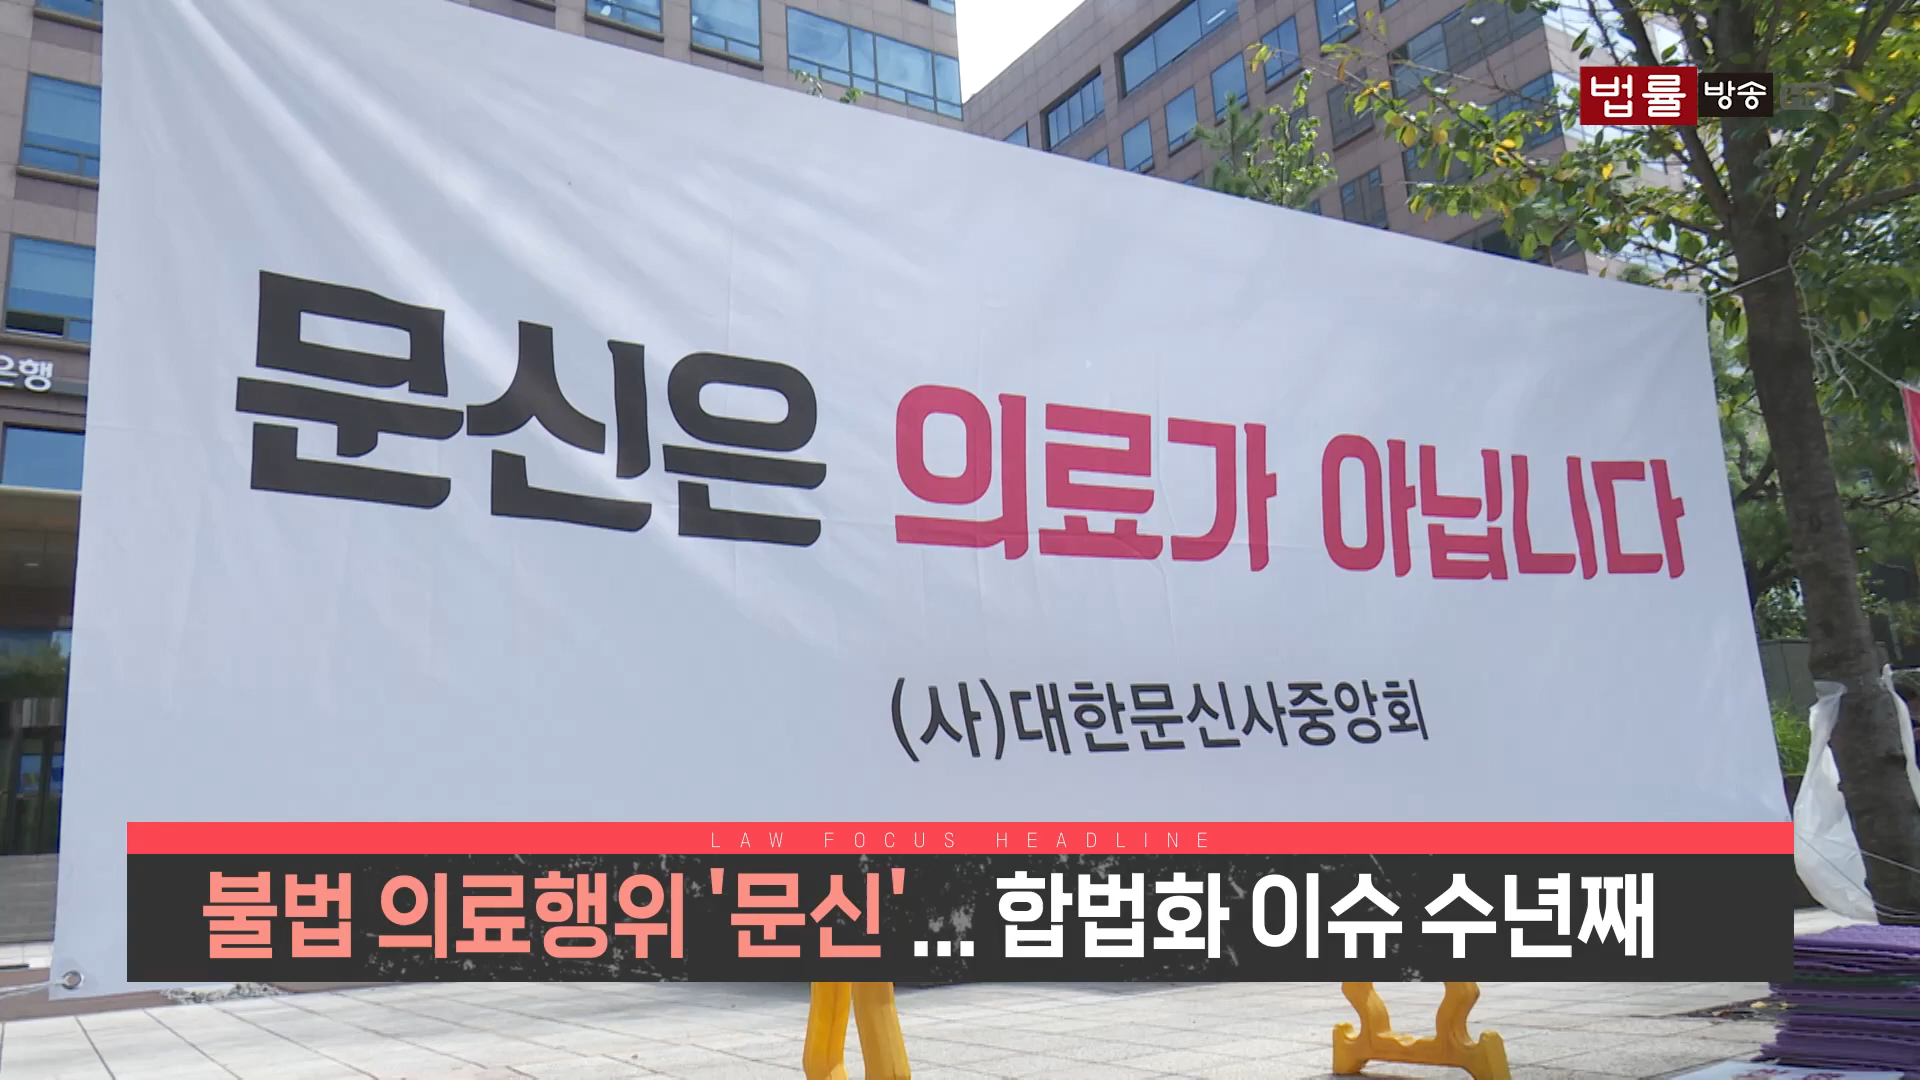 법률방송
은행
문신은 의료가 아닙니다
(사)대한문신사중앙회
LAW FOCUS HEADLINE
불법 의료행위 '문신'... 합법화 이슈 수년째